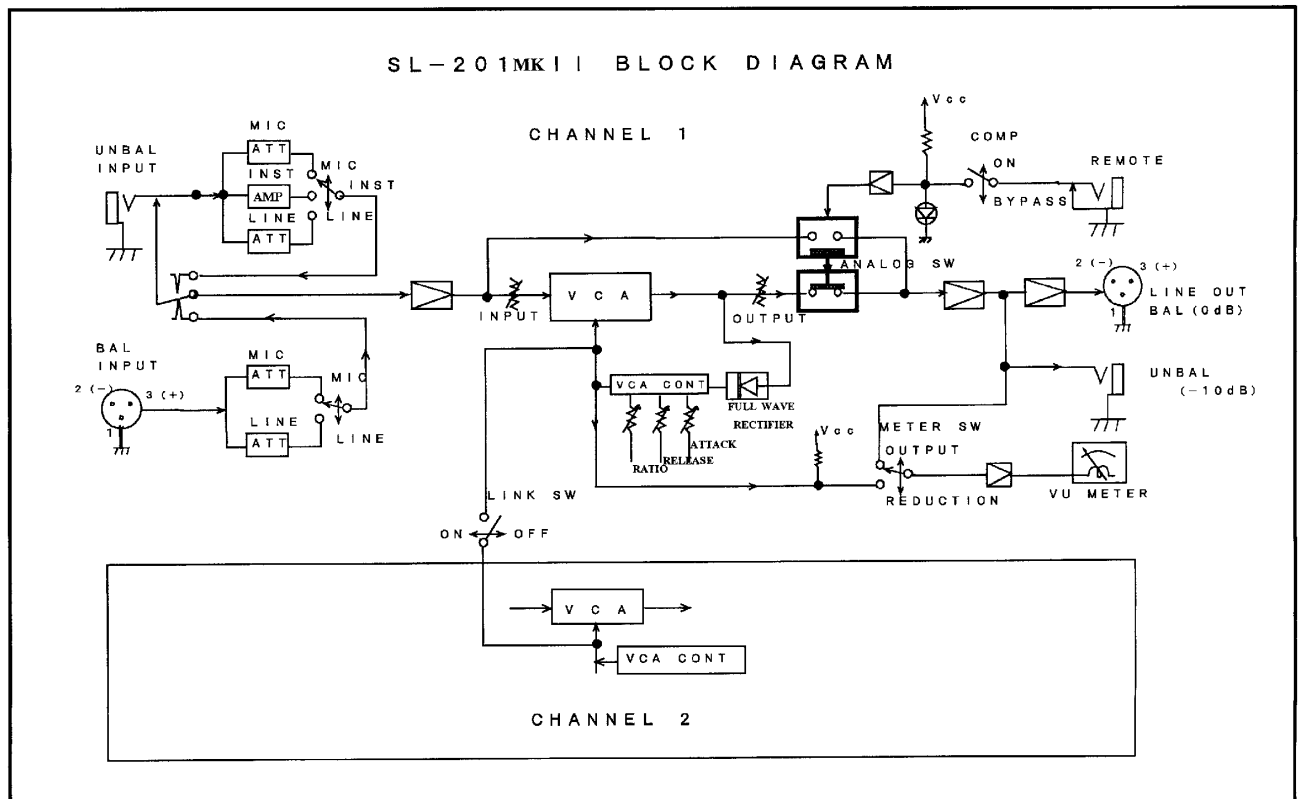 SL-201MKII BLOCK DIAGRAM
CHANNEL 1
UNBAL
INPUT
MIC
ATT
INST
AMP
LINE
ATT
MIC
INST
LINE
Vcc
COMP
ON
BYPASS
REMOTE
ANALOG SW
INPUT
VCA
OUTPUT
2 (-)
3 (+)
1
LINE OUT
BAL (0dB)
BAL
INPUT
2 (-)
3 (+)
1
MIC
ATT
LINE
ATT
MIC
LINE
VCA CONT
FULL WAVE
RECTIFIER
RATIO
RELEASE
ATTACK
UNBAL
(-10dB)
Vcc
METER SW
OUTPUT
REDUCTION
VU METER
LINK SW
ON
OFF
VCA
VCA CONT
CHANNEL 2